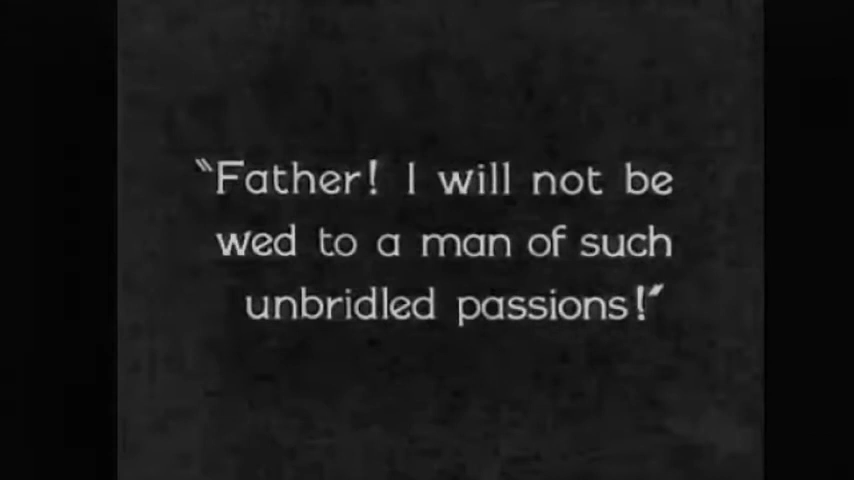 "Father! I will not be
wed to a man of such
unbridled passions!"